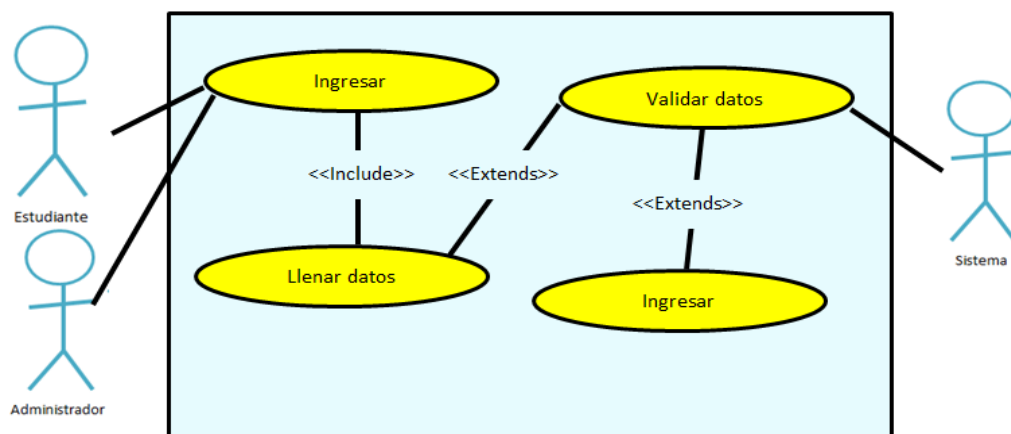 Ingresar
Validar datos
<<Include>>
<<Extends>>
<<Extends>>
Estudiante
Llenar datos
Ingresar
Sistema
Administrador